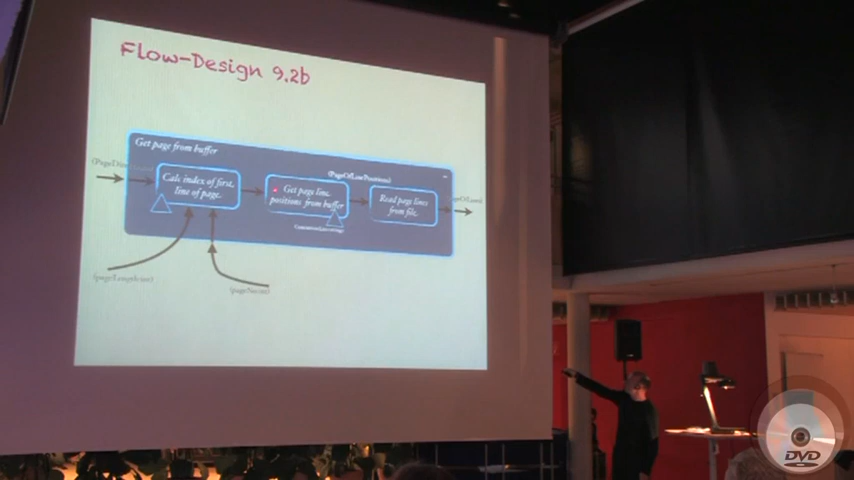 Flow-Design 9.2b
Get page from buffer
(PageOfLinePositions)
Calc index of first
line of page.
Get page line
positions from buffer
Read page lines
from file.
DVD